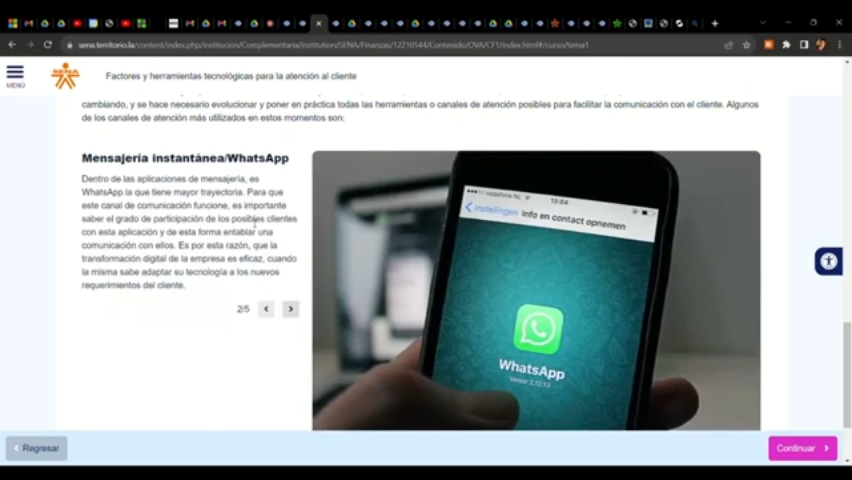 sena.territorio.la/content/index.php/institucion/Complementaria/institution/SENA/Finanzas/12210544/Contenido/OVA/CF1/index.html#/curso/tema1
MENÚ
SENA
Factores y herramientas tecnológicas para la atención al cliente
cambiando, y se hace necesario evolucionar y poner en práctica todas las herramientas o canales de atención posibles para facilitar la comunicación con el cliente. Algunos
de los canales de atención más utilizados en estos momentos son:
Mensajería instantánea/WhatsApp
Dentro de las aplicaciones de mensajería, es
WhatsApp la que tiene mayor trayectoria. Para que
este canal de comunicación funcione, es importante
saber el grado de participación de los posibles clientes
con esta aplicación y de esta forma entablar una
comunicación con ellos. Es por esta razón, que la
transformación digital de la empresa es eficaz, cuando
la misma sabe adaptar su tecnología a los nuevos
requerimientos del cliente.
2/5
vodafone NL
13:04
Instellingen Info en contact opnemen
WhatsApp
Regresar
Continuar